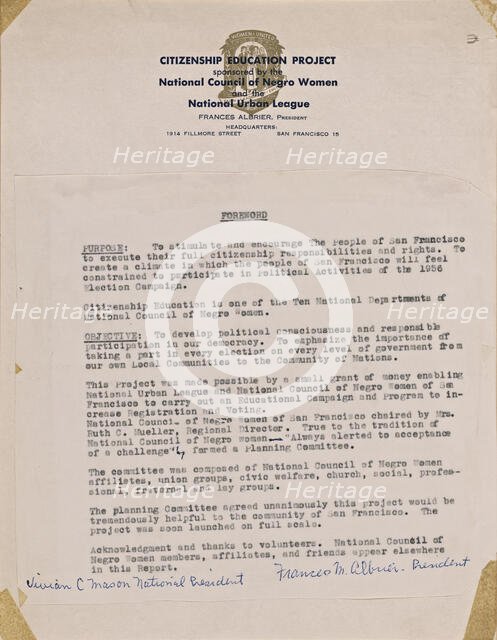 WOMEN UNITED
CITIZENSHIP EDUCATION PROJECT
sponsored by the
National Council of Negro Women
and the
National Urban League
FRANCES ALBRIER, PRESIDENT
HEADQUARTERS:
1914 FILLMORE STREET SAN FRANCISCO 15
FOREWORD
PURPOSE: To stimulate and encourage The People of San Francisco
to execute their full citizenship responsibilities and rights. To
create a climate in which the people of San Francisco will feel
constrained to participate in Political Activities of the 1956
Election Campaign.
Citizenship Education is one of the Ten National Departments of
National Council of Negro Women.
OBJECTIVE: To develop political consciousness and responsible
participation in our democracy. To emphasize the importance of
taking a part in every election on every level of government from
our own Local Communities to the Community of Nations.
This Project was made possible by a small grant of money enabling
National Urban League and National Council of Negro Women of San
Francisco to carry out an Educational Campaign and Program to in-
crease Registration and Voting.
National Council of Negro Women of San Francisco chaired by Mrs.
Ruth C. Mueller, Regional Director. True to the tradition of
National Council of Negro Women—"Always alerted to acceptance
of a challenge" formed a Planning Committee.
The committee was composed of National Council of Negro Women
affiliates, union groups, civic welfare, church, social, profes-
sional, fraternel and lay groups.
The planning Committee agreed unanimously this project would be
tremendously helpful to the community of San Francisco. The
project was soon launched on full scale.
Acknowledgment and thanks to volunteers. National Council of
Negro Women members, affiliates, and friends appear elsewhere
in this Report.
Vivian C Mason National President Frances M. Albrier - President
Heritage Heritage
Heritage Heritage
Heritage Heritage
C